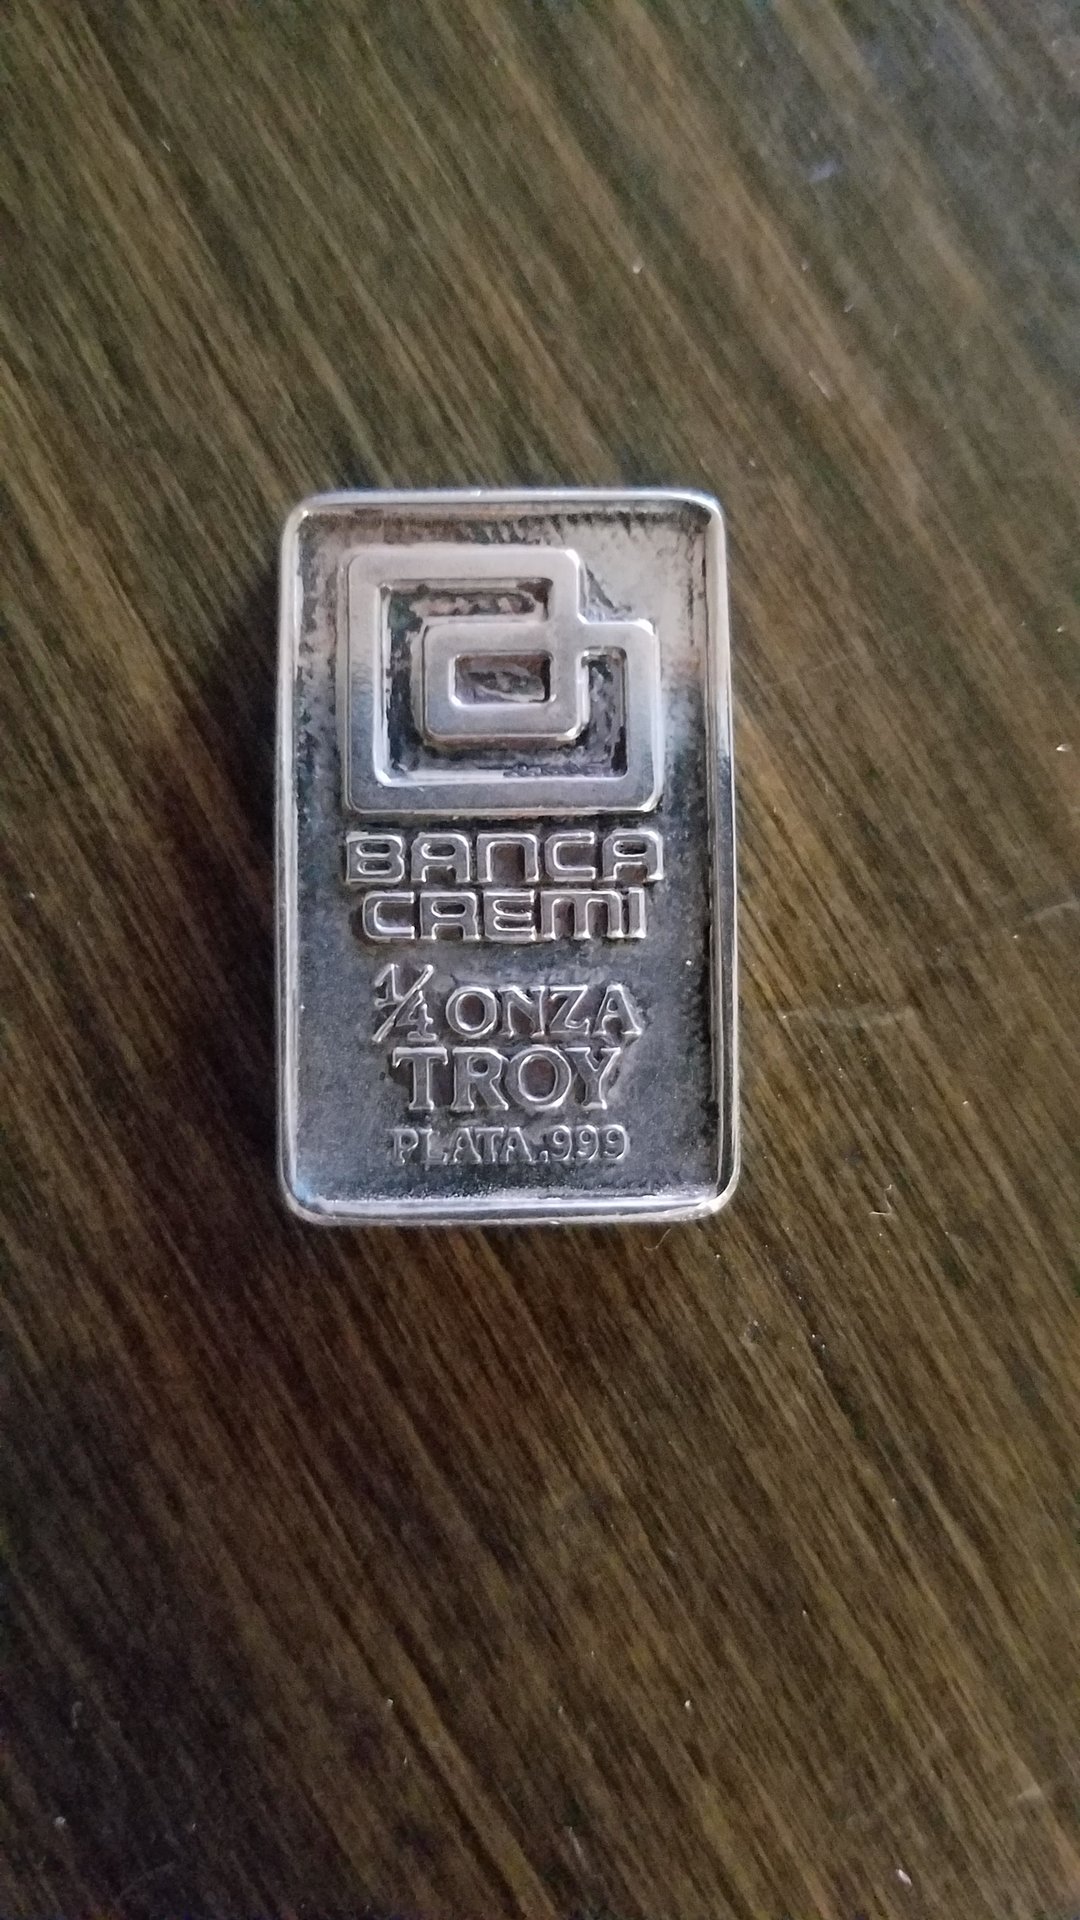 BANCA
CREMI
1/4 ONZA
TROY
PLATA .999